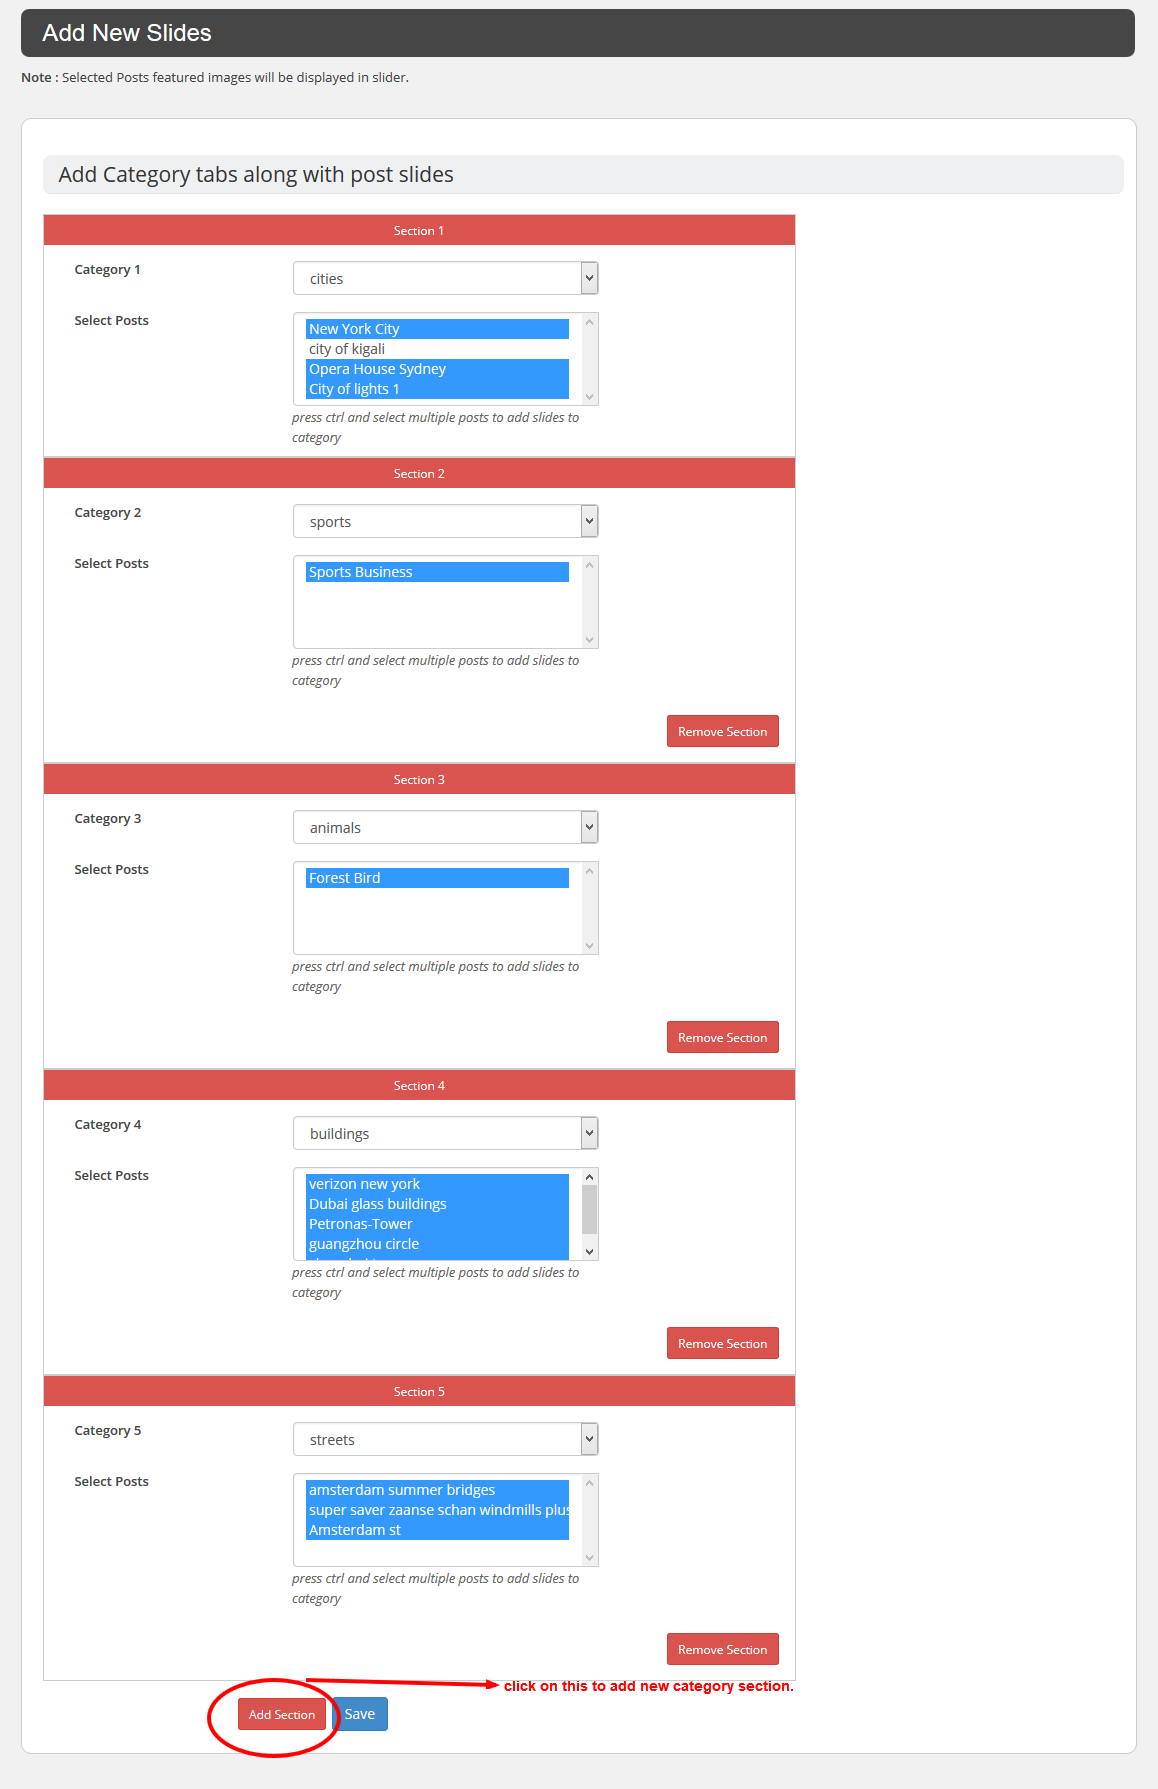 Add New Slides
Note : Selected Posts featured images will be displayed in slider.
Add Category tabs along with post slides
Section 1
Category 1
cities
Select Posts
New York City
city of kigali
Opera House Sydney
City of lights 1
press ctrl and select multiple posts to add slides to
category
Section 2
Category 2
sports
Select Posts
Sports Business
press ctrl and select multiple posts to add slides to
category
Remove Section
Section 3
Category 3
animals
Select Posts
Forest Bird
press ctrl and select multiple posts to add slides to
category
Remove Section
Section 4
Category 4
buildings
Select Posts
verizon new york
Dubai glass buildings
Petronas-Tower
guangzhou circle
press ctrl and select multiple posts to add slides to
category
Remove Section
Section 5
Category 5
streets
Select Posts
amsterdam summer bridges
super saver zaanse schan windmills plus
Amsterdam st
press ctrl and select multiple posts to add slides to
category
Remove Section
click on this to add new category section.
Add Section
Save